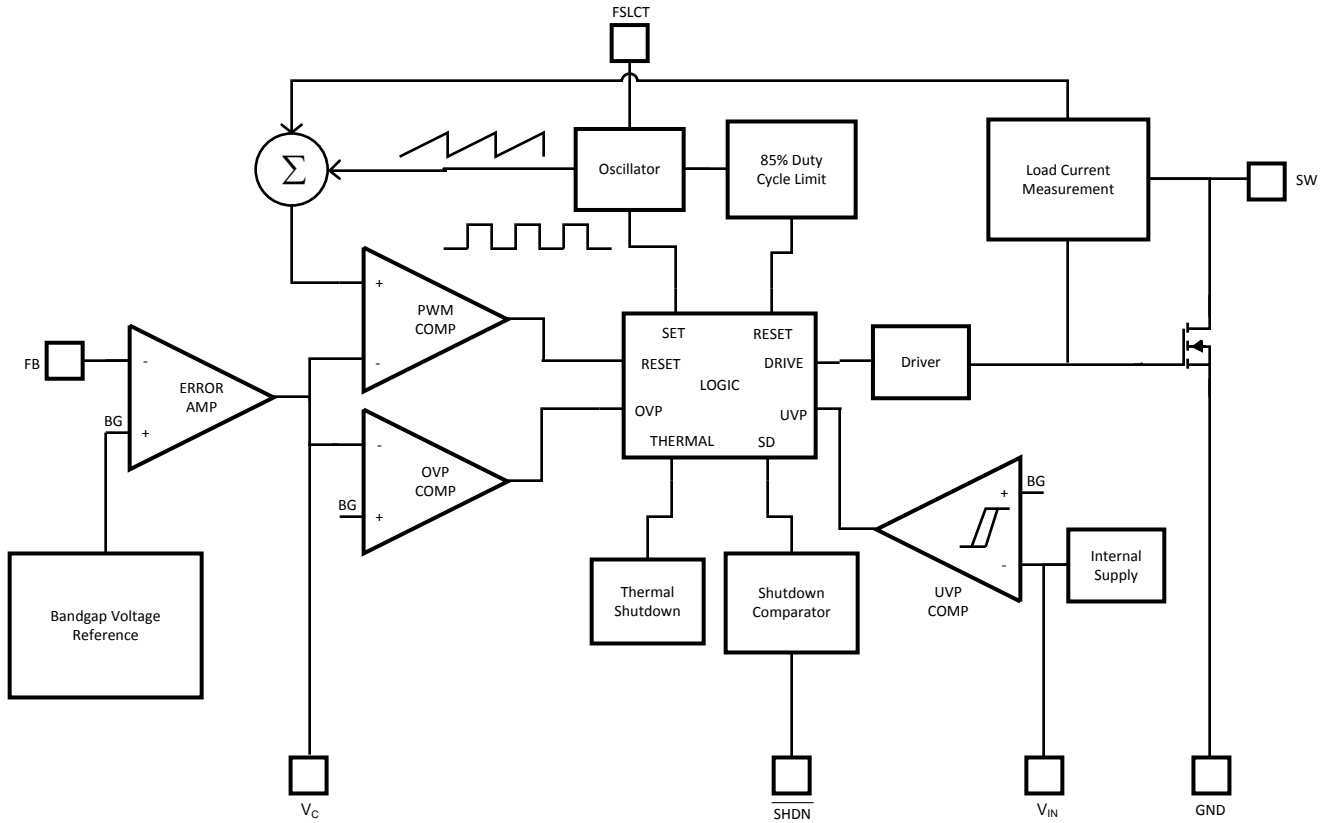 FSLCT
Σ
Oscillator
85% Duty
Cycle Limit
Load Current
Measurement
SW
+
PWM
COMP
-
SET
RESET
RESET
DRIVE
LOGIC
OVP
UVP
THERMAL
SD
Driver
FB
-
ERROR
AMP
BG
+
-
OVP
COMP
BG
+
+
BG
-
UVP
COMP
Internal
Supply
Bandgap Voltage
Reference
Thermal
Shutdown
Shutdown
Comparator
VC
SHDN
VIN
GND